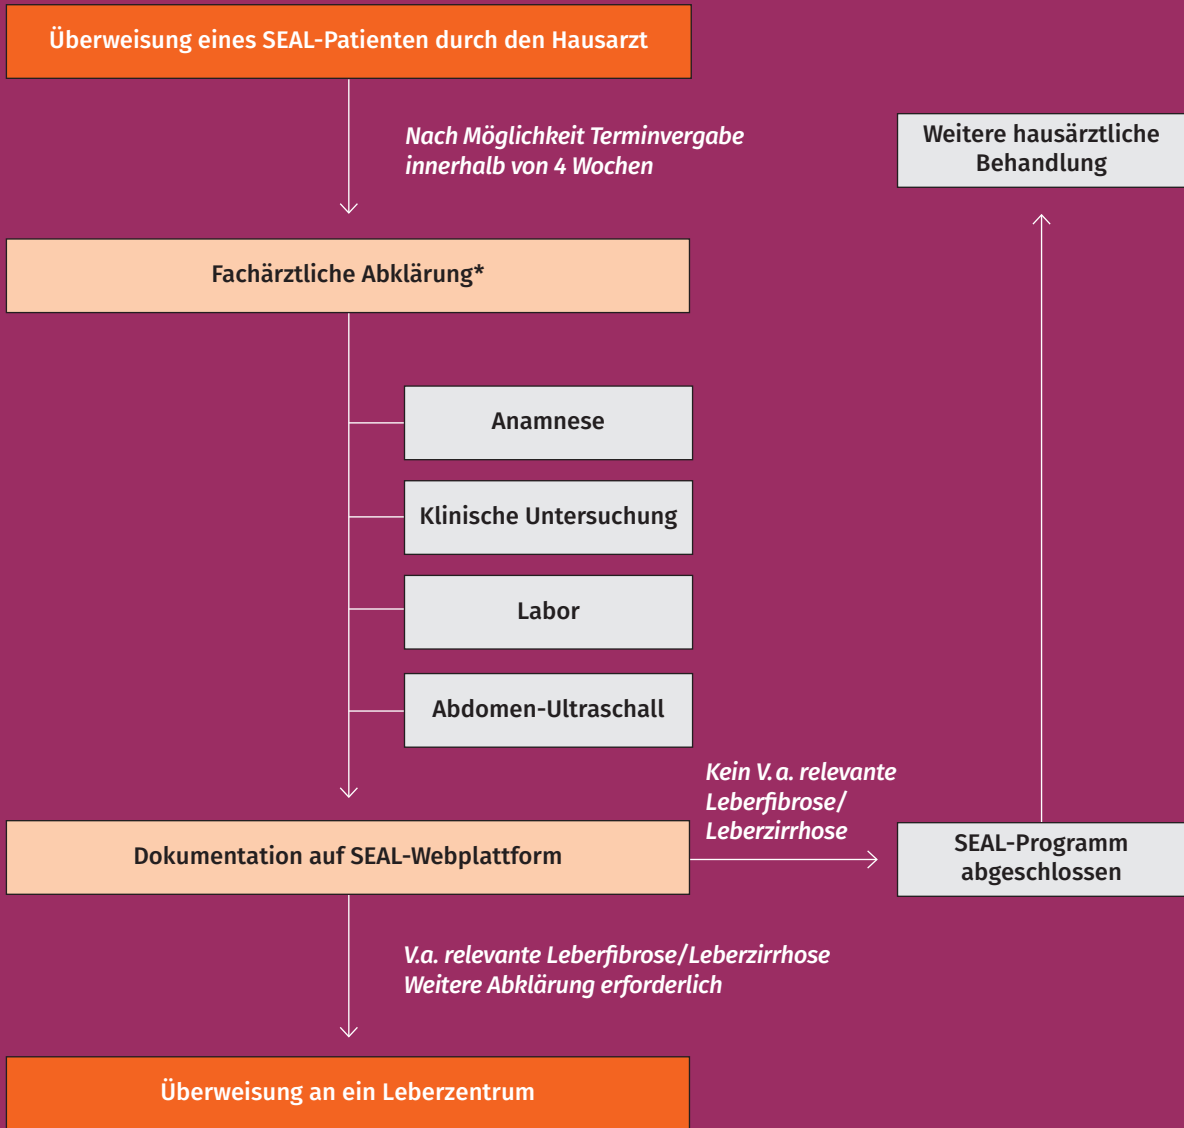 Überweisung eines SEAL-Patienten durch den Hausarzt
Nach Möglichkeit Terminvergabe
innerhalb von 4 Wochen
Weitere hausärztliche
Behandlung
Fachärztliche Abklärung*
Anamnese
Klinische Untersuchung
Labor
Abdomen-Ultraschall
Kein V. a. relevante
Leberfibrose/
Leberzirrhose
Dokumentation auf SEAL-Webplattform
SEAL-Programm
abgeschlossen
V.a. relevante Leberfibrose/Leberzirrhose
Weitere Abklärung erforderlich
Überweisung an ein Leberzentrum